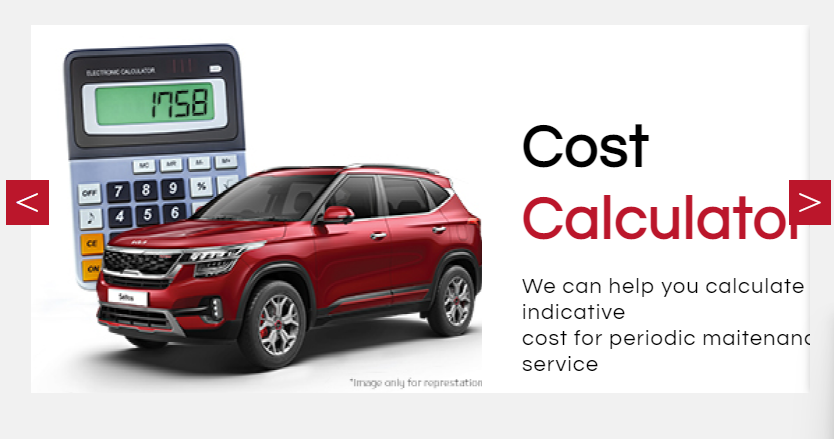 ELECTRONIC CALCULATOR
1758
MC MR M- M+
OFF 7 8 9 % √
4 5 6
CE
ON
KIA
Seltos
*Image only for represtation
<
>
Cost
Calculator
We can help you calculate
indicative
cost for periodic maitenanc
service